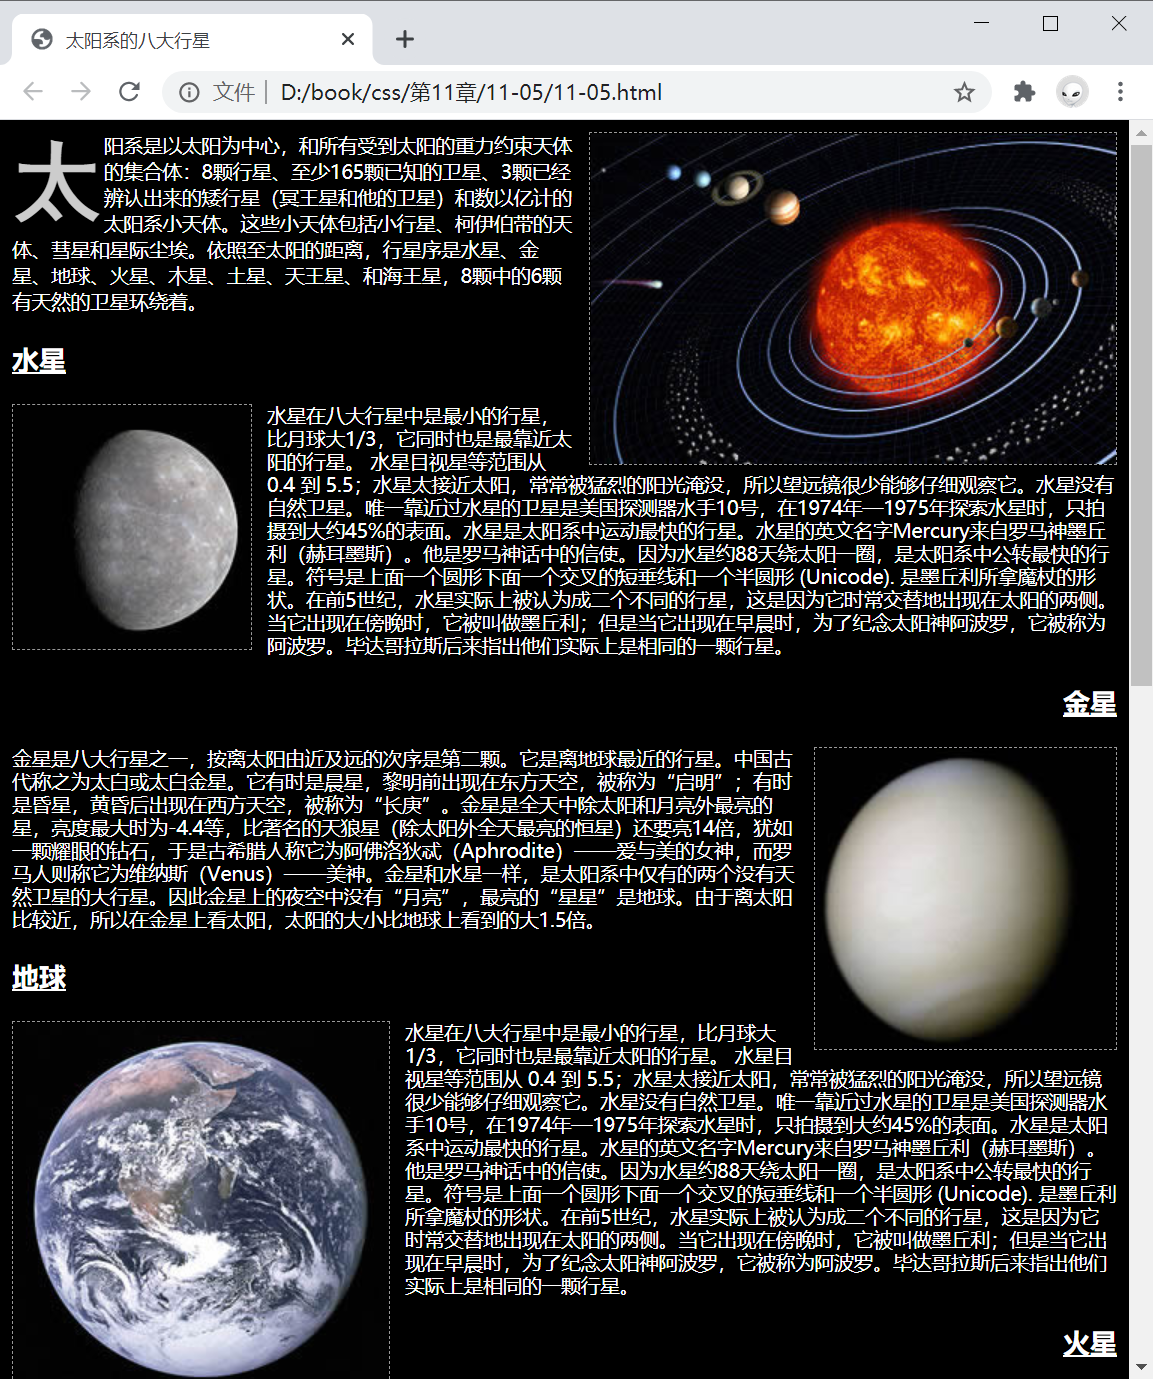 太阳系的八大行星
文件 | D:/book/css/第11章/11-05/11-05.html
太
阳系是以太阳为中心，和所有受到太阳的重力约束天体
的集合体：8颗行星、至少165颗已知的卫星、3颗已经
辨认出来的矮行星（冥王星和他的卫星）和数以亿计的
太阳系小天体。这些小天体包括小行星、柯伊伯带的天
体、彗星和星际尘埃。依照至太阳的距离，行星序是水星、金
星、地球、火星、木星、土星、天王星、和海王星，8颗中的6颗
有天然的卫星环绕着。
水星
水星在八大行星中是最小的行星，
比月球大1/3，它同时也是最靠近太
阳的行星。 水星目视星等范围从
0.4 到 5.5；水星太接近太阳，常常被猛烈的阳光淹没，所以望远镜很少能够仔细观察它。水星没有
自然卫星。唯一靠近过水星的卫星是美国探测器水手10号，在1974年—1975年探索水星时，只拍
摄到大约45%的表面。水星是太阳系中运动最快的行星。水星的英文名字Mercury来自罗马神墨丘
利（赫耳墨斯）。他是罗马神话中的信使。因为水星约88天绕太阳一圈，是太阳系中公转最快的行
星。符号是上面一个圆形下面一个交叉的短垂线和一个半圆形 (Unicode). 是墨丘利所拿魔杖的形
状。在前5世纪，水星实际上被认为成二个不同的行星，这是因为它时常交替地出现在太阳的两侧。
当它出现在傍晚时，它被叫做墨丘利；但是当它出现在早晨时，为了纪念太阳神阿波罗，它被称为
阿波罗。毕达哥拉斯后来指出他们实际上是相同的一颗行星。
金星
金星是八大行星之一，按离太阳由近及远的次序是第二颗。它是离地球最近的行星。中国古
代称之为太白或太白金星。它有时是晨星，黎明前出现在东方天空，被称为“启明”；有时
是昏星，黄昏后出现在西方天空，被称为“长庚”。金星是全天中除太阳和月亮外最亮的
星，亮度最大时为-4.4等，比著名的天狼星（除太阳外全天最亮的恒星）还要亮14倍，犹如
一颗耀眼的钻石，于是古希腊人称它为阿佛洛狄忒（Aphrodite）——爱与美的女神，而罗
马人则称它为维纳斯（Venus）——美神。金星和水星一样，是太阳系中仅有的两个没有天
然卫星的大行星。因此金星上的夜空中没有“月亮”，最亮的“星星”是地球。由于离太阳
比较近，所以在金星上看太阳，太阳的大小比地球上看到的大1.5倍。
地球
水星在八大行星中是最小的行星，比月球大
1/3，它同时也是最靠近太阳的行星。 水星目
视星等范围从 0.4 到 5.5；水星太接近太阳，常常被猛烈的阳光淹没，所以望远镜
很少能够仔细观察它。水星没有自然卫星。唯一靠近过水星的卫星是美国探测器水
手10号，在1974年—1975年探索水星时，只拍摄到大约45%的表面。水星是太阳
系中运动最快的行星。水星的英文名字Mercury来自罗马神墨丘利（赫耳墨斯）。
他是罗马神话中的信使。因为水星约88天绕太阳一圈，是太阳系中公转最快的行
星。符号是上面一个圆形下面一个交叉的短垂线和一个半圆形 (Unicode). 是墨丘利
所拿魔杖的形状。在前5世纪，水星实际上被认为成二个不同的行星，这是因为它
时常交替地出现在太阳的两侧。当它出现在傍晚时，它被叫做墨丘利；但是当它出
现在早晨时，为了纪念太阳神阿波罗，它被称为阿波罗。毕达哥拉斯后来指出他们
实际上是相同的一颗行星。
火星